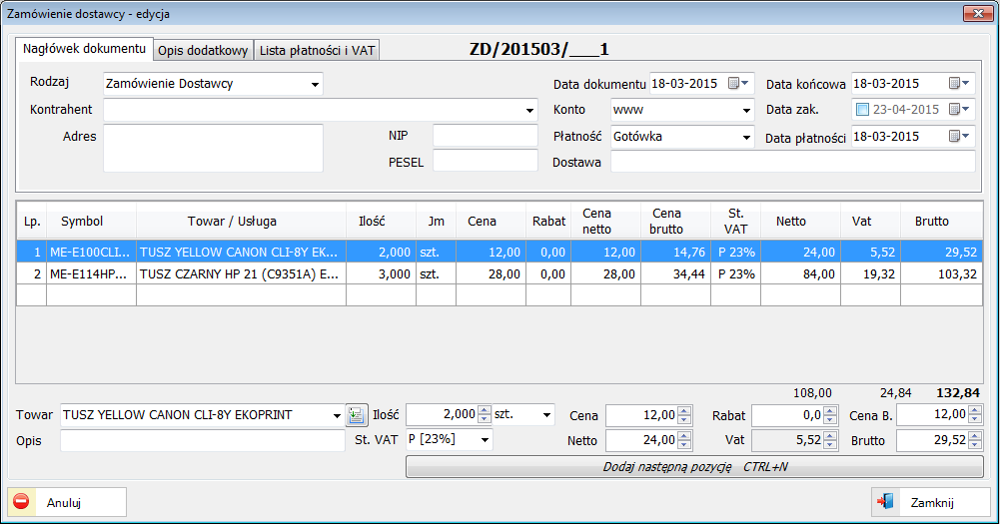 Zamówienie dostawcy - edycja
Nagłówek dokumentu Opis dodatkowy Lista płatności i VAT ZD/201503/___1
Rodzaj Zamówienie Dostawcy Data dokumentu 18-03-2015 Data końcowa 18-03-2015
Kontrahent Konto www Data zak. 23-04-2015
Adres NIP Płatność Gotówka Data płatności 18-03-2015
PESEL Dostawa
Lp. Symbol Towar / Usługa Ilość Jm Cena Rabat Cena netto Cena brutto St. VAT Netto Vat Brutto
1 ME-E100CLI... TUSZ YELLOW CANON CLI-8Y EK... 2,000 szt. 12,00 0,00 12,00 14,76 P 23% 24,00 5,52 29,52
2 ME-E114HP... TUSZ CZARNY HP 21 (C9351A) E... 3,000 szt. 28,00 0,00 28,00 34,44 P 23% 84,00 19,32 103,32
108,00 24,84 132,84
Towar TUSZ YELLOW CANON CLI-8Y EKOPRINT Ilość 2,000 szt. Cena 12,00 Rabat 0,0 Cena B. 12,00
Opis St. VAT P [23%] Netto 24,00 Vat 5,52 Brutto 29,52
Dodaj następną pozycję CTRL+N
Anuluj Zamknij